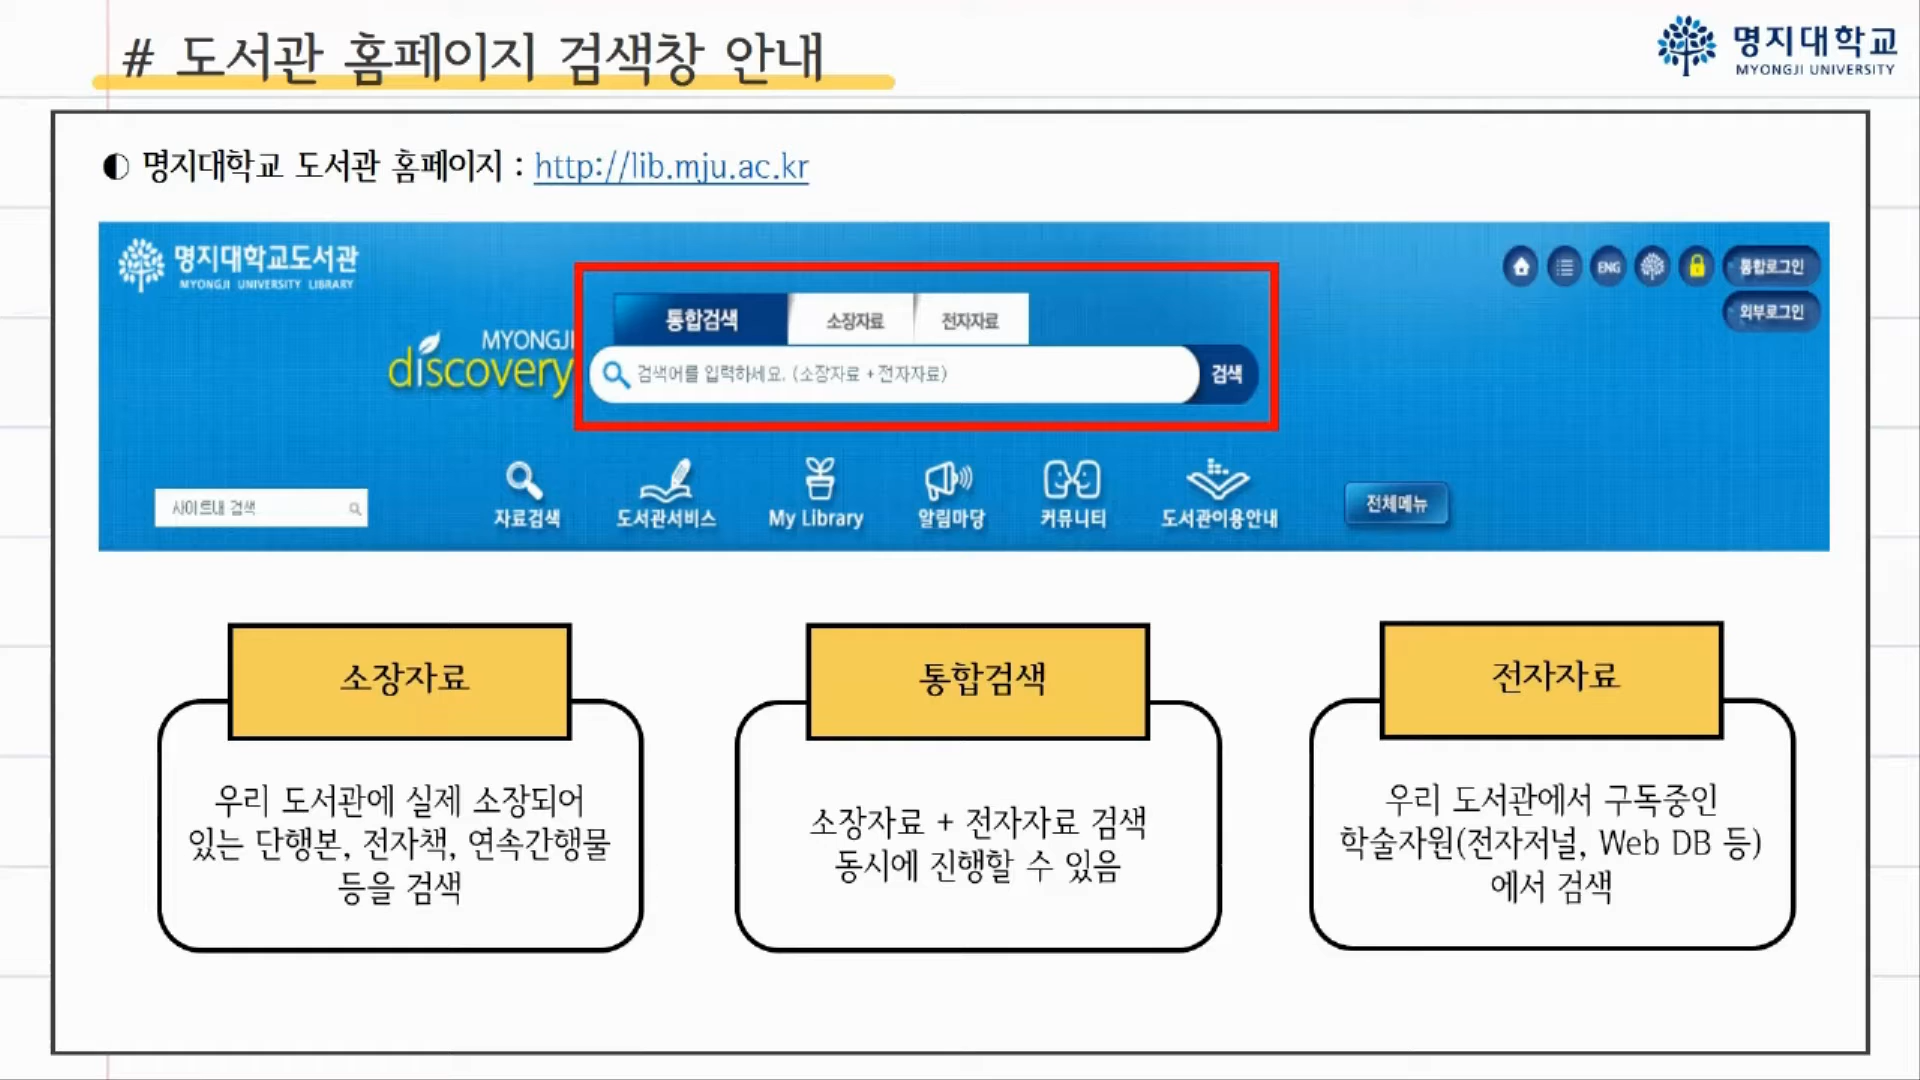 # 도서관 홈페이지 검색창 안내
명지대학교
MYONGJI UNIVERSITY
◐ 명지대학교 도서관 홈페이지 : http://lib.mju.ac.kr
명지대학교도서관
MYONGJI UNIVERSITY LIBRARY
MYONGJI
discovery
통합검색 소장자료 전자자료
검색어를 입력하세요. (소장자료 + 전자자료)
검색
ENG
통합로그인
외부로그인
사이트내 검색
자료검색 도서관서비스 My Library 알림마당 커뮤니티 도서관이용안내
전체메뉴
소장자료
우리 도서관에 실제 소장되어
있는 단행본, 전자책, 연속간행물
등을 검색
통합검색
소장자료 + 전자자료 검색
동시에 진행할 수 있음
전자자료
우리 도서관에서 구독중인
학술자원(전자저널, Web DB 등)
에서 검색